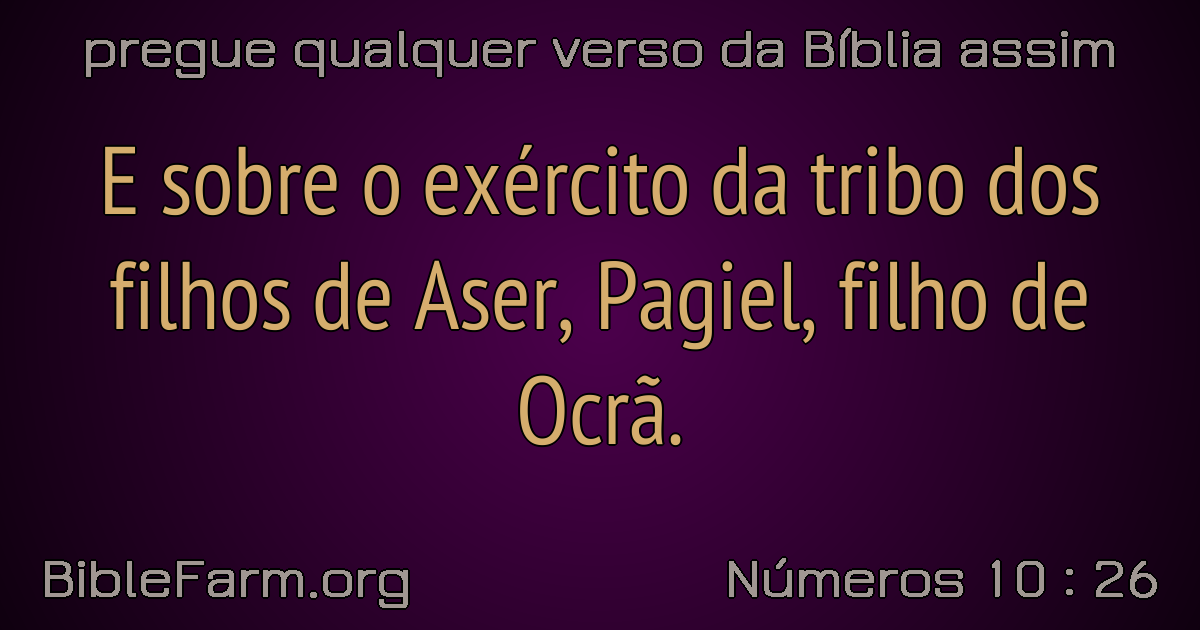 pregue qualquer verso da Bíblia assim
E sobre o exército da tribo dos
filhos de Aser, Pagiel, filho de
Ocrã.
BibleFarm.org
Números 10 : 26